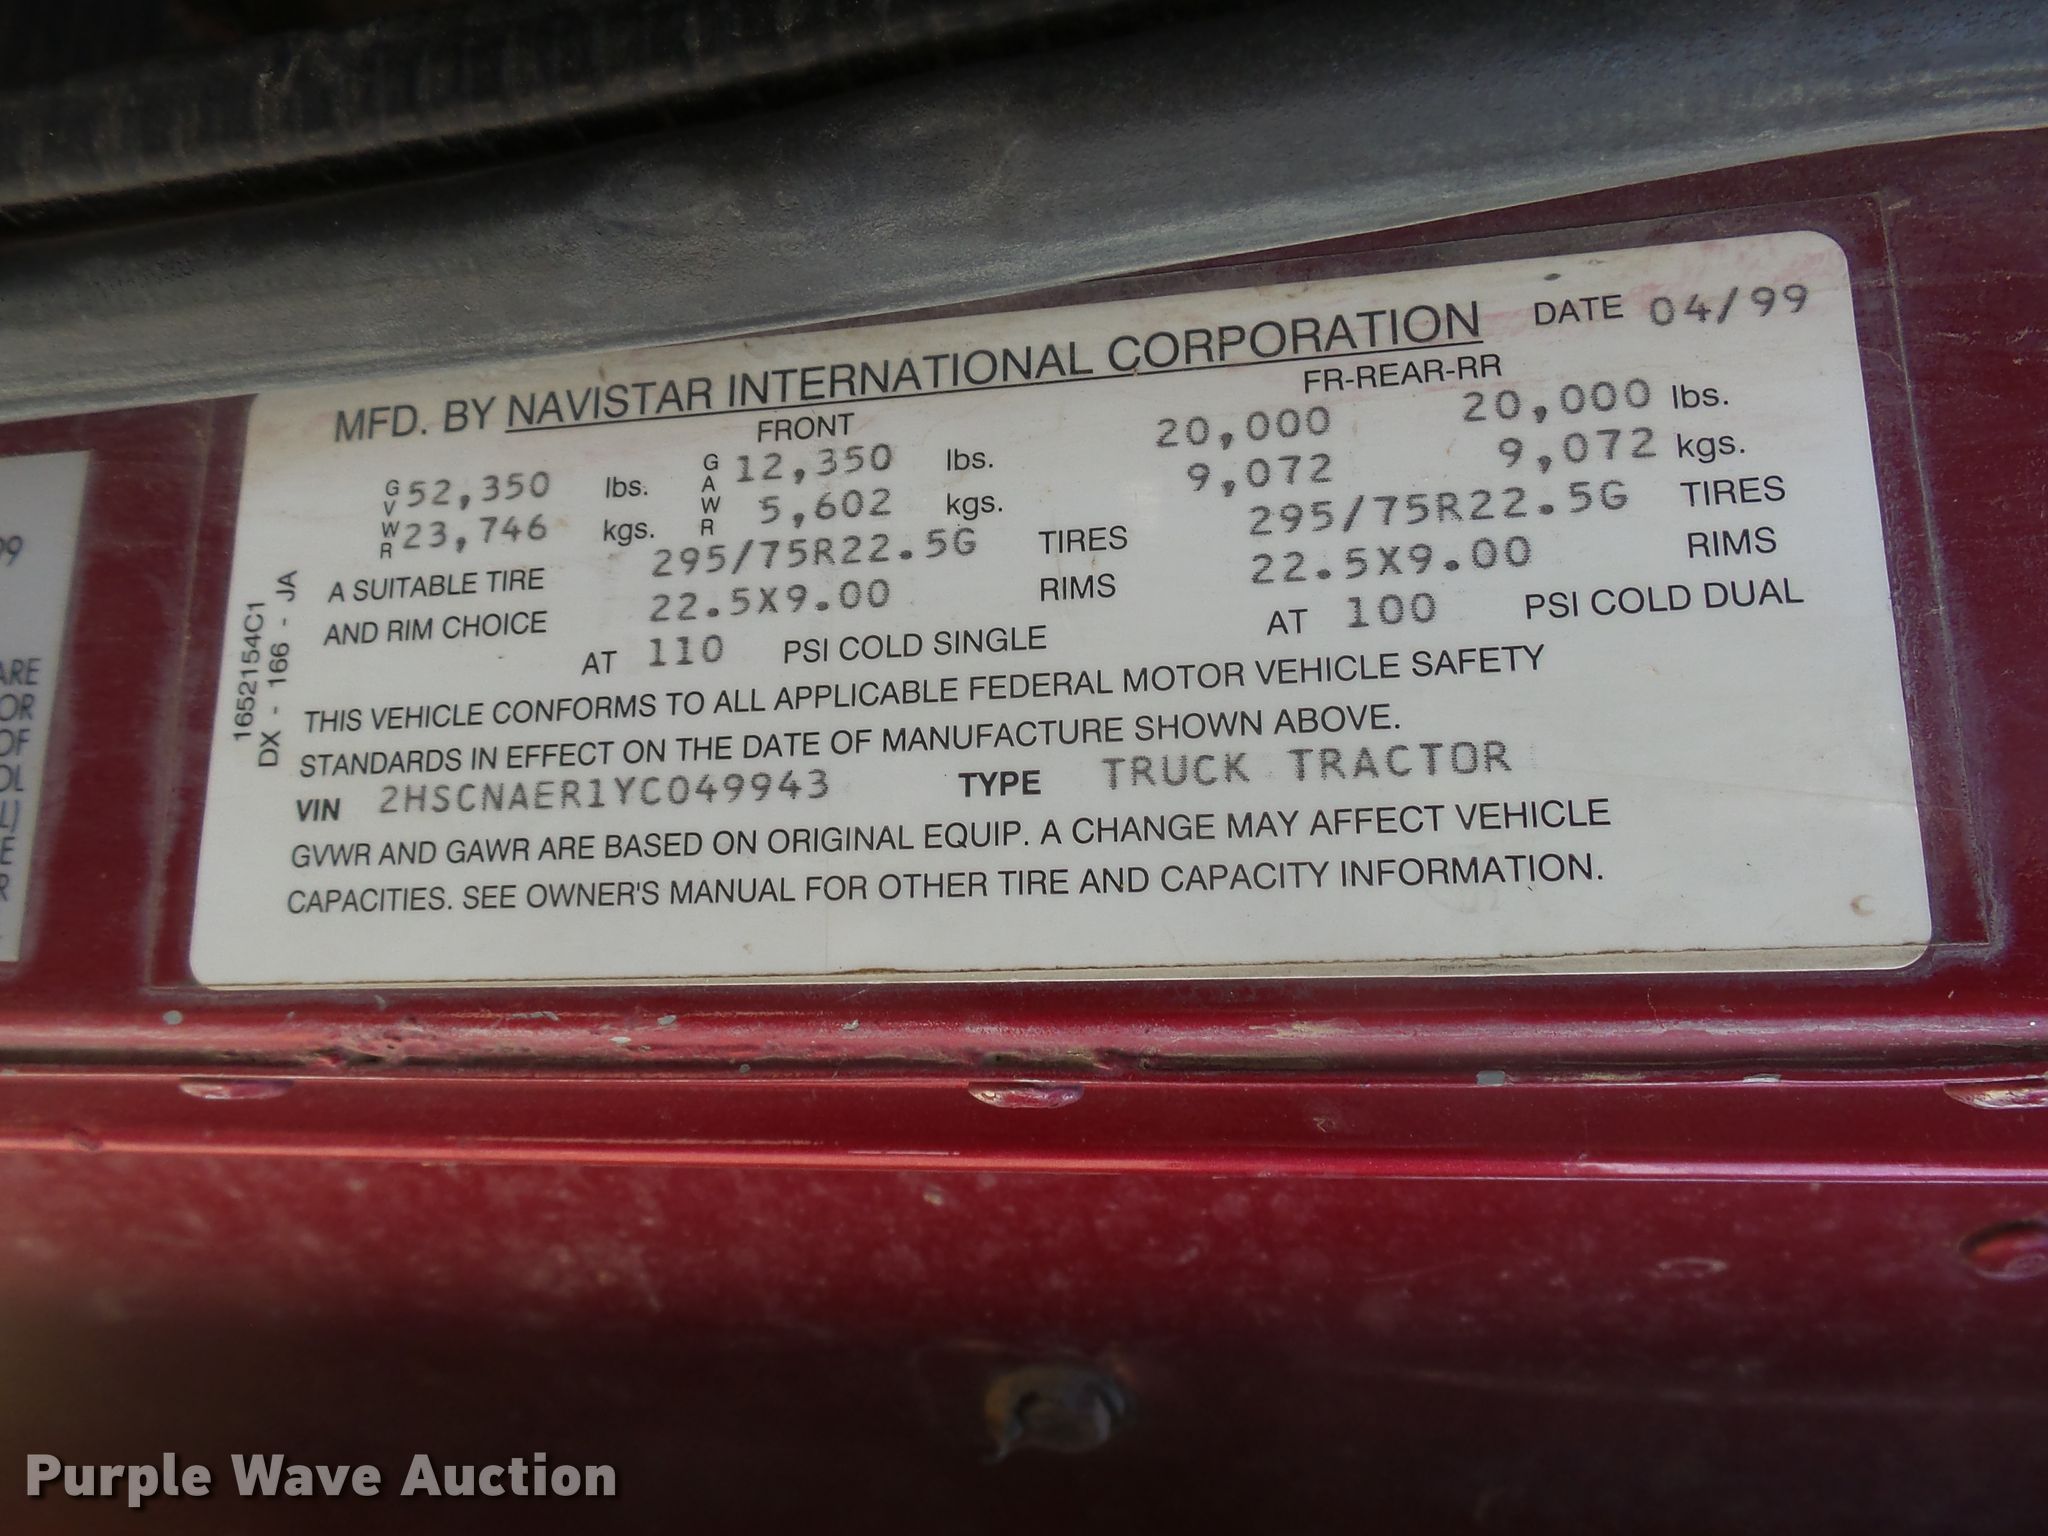 MFD. BY NAVISTAR INTERNATIONAL CORPORATION DATE 04/99
FRONT FR-REAR-RR
GVWR 52,350 lbs. GAWR 12,350 lbs. 20,000 20,000 lbs.
23,746 kgs. 5,602 kgs. 9,072 9,072 kgs.
A SUITABLE TIRE 295/75R22.5G TIRES 295/75R22.5G TIRES
AND RIM CHOICE 22.5X9.00 RIMS 22.5X9.00 RIMS
AT 110 PSI COLD SINGLE AT 100 PSI COLD DUAL
THIS VEHICLE CONFORMS TO ALL APPLICABLE FEDERAL MOTOR VEHICLE SAFETY
STANDARDS IN EFFECT ON THE DATE OF MANUFACTURE SHOWN ABOVE.
VIN 2HSCNAER1YC049943 TYPE TRUCK TRACTOR
GVWR AND GAWR ARE BASED ON ORIGINAL EQUIP. A CHANGE MAY AFFECT VEHICLE
CAPACITIES. SEE OWNER'S MANUAL FOR OTHER TIRE AND CAPACITY INFORMATION.
1652154C1
DX - 166 - JA
Purple Wave Auction